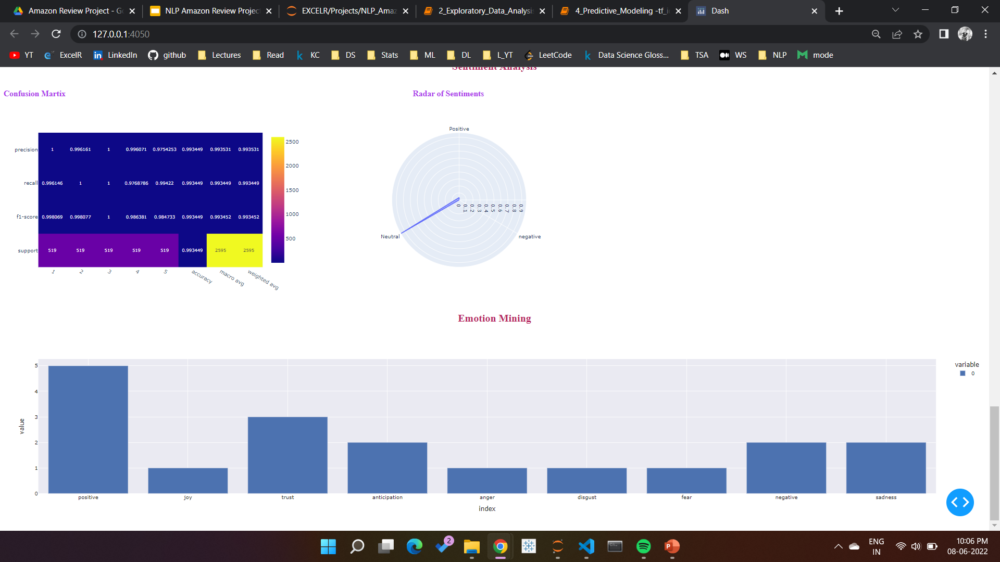 Amazon Review Project - G
NLP Amazon Review Projec
EXCELR/Projects/NLP_Amaz
2_Exploratory_Data_Analysis
4_Predictive_Modeling -tf_i
Dash
127.0.0.1:4050
YT
ExcelR
LinkedIn
github
Lectures
Read
KC
DS
Stats
ML
DL
L_YT
LeetCode
Data Science Gloss...
TSA
WS
NLP
mode
Sentiment Analysis
Confusion Martix
Radar of Sentiments
precision 1 0.996161 1 0.996071 0.9754253 0.993449 0.993531 0.993531
recall 0.996146 1 1 0.9768786 0.99422 0.993449 0.993449 0.993449
f1-score 0.998069 0.998077 1 0.986381 0.984733 0.993449 0.993452 0.993452
support 519 519 519 519 519 0.993449 2595 2595
1 2 3 4 5 accuracy macro avg weighted avg
2500
2000
1500
1000
500
Positive
0 0.1 0.2 0.3 0.4 0.5 0.6 0.7 0.8 0.9
Neutral
negative
Emotion Mining
5
4
3
2
1
0
value
positive joy trust anticipation anger disgust fear negative sadness
index
variable
0
2
ENG
IN
10:06 PM
08-06-2022